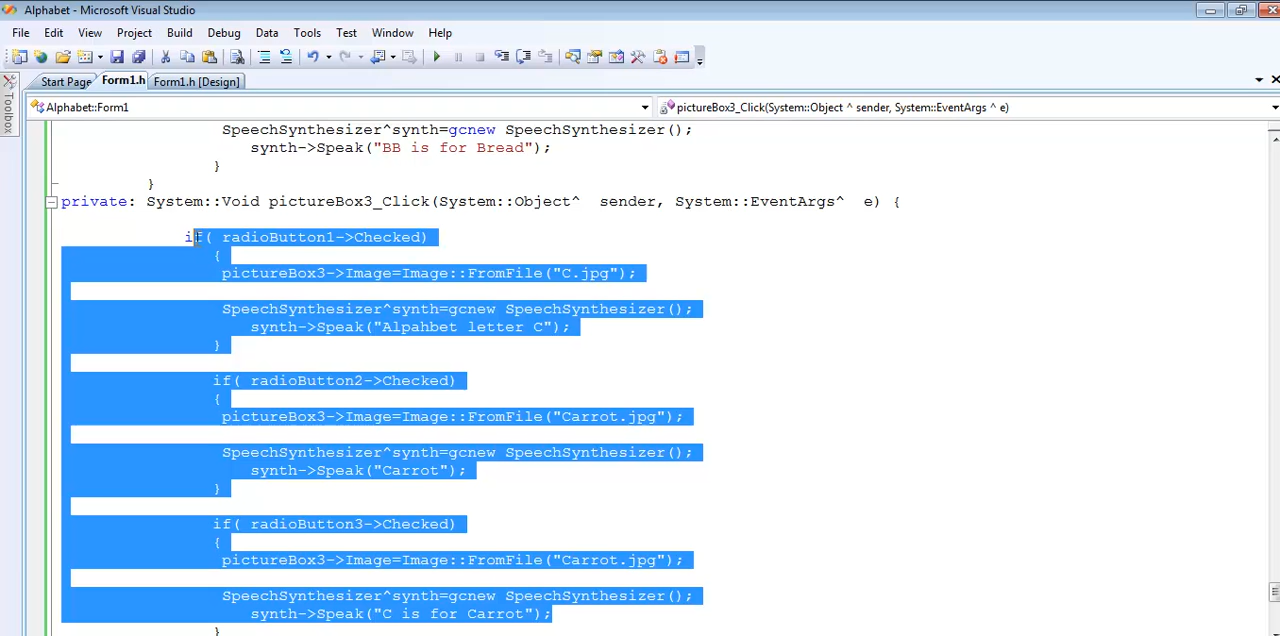 Alphabet - Microsoft Visual Studio
File Edit View Project Build Debug Data Tools Test Window Help
Start Page Form1.h Form1.h [Design]
Toolbox
Alphabet::Form1 pictureBox3_Click(System::Object ^ sender, System::EventArgs ^ e)
SpeechSynthesizer^synth=gcnew SpeechSynthesizer();
synth->Speak("BB is for Bread");
}
}
private: System::Void pictureBox3_Click(System::Object^  sender, System::EventArgs^  e) {
if( radioButton1->Checked)
{
pictureBox3->Image=Image::FromFile("C.jpg");
SpeechSynthesizer^synth=gcnew SpeechSynthesizer();
synth->Speak("Alpahbet letter C");
}
if( radioButton2->Checked)
{
pictureBox3->Image=Image::FromFile("Carrot.jpg");
SpeechSynthesizer^synth=gcnew SpeechSynthesizer();
synth->Speak("Carrot");
}
if( radioButton3->Checked)
{
pictureBox3->Image=Image::FromFile("Carrot.jpg");
SpeechSynthesizer^synth=gcnew SpeechSynthesizer();
synth->Speak("C is for Carrot");
}